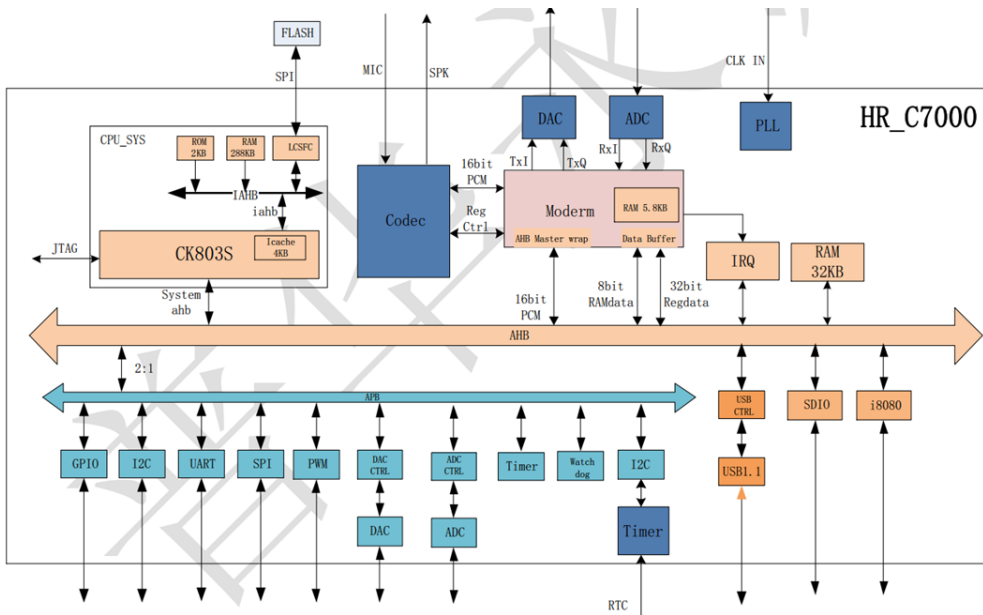 FLASH
SPI
MIC
SPK
CLK IN
HR_C7000
CPU_SYS
ROM
2KB
RAM
288KB
LCSFC
IAHB
iahb
Icache
4KB
CK803S
JTAG
System
ahb
Codec
16bit
PCM
Reg
Ctrl
DAC
ADC
PLL
TxI
TxQ
RxI
RxQ
RAM 5.8KB
Moderm
AHB Master wrap
Data Buffer
IRQ
RAM
32KB
16bit
PCM
8bit
RAMdata
32bit
Regdata
AHB
2:1
APB
GPIO
I2C
UART
SPI
PWM
DAC
CTRL
ADC
CTRL
Timer
Watch
dog
I2C
USB
CTRL
SDIO
i8080
USB1.1
DAC
ADC
Timer
RTC